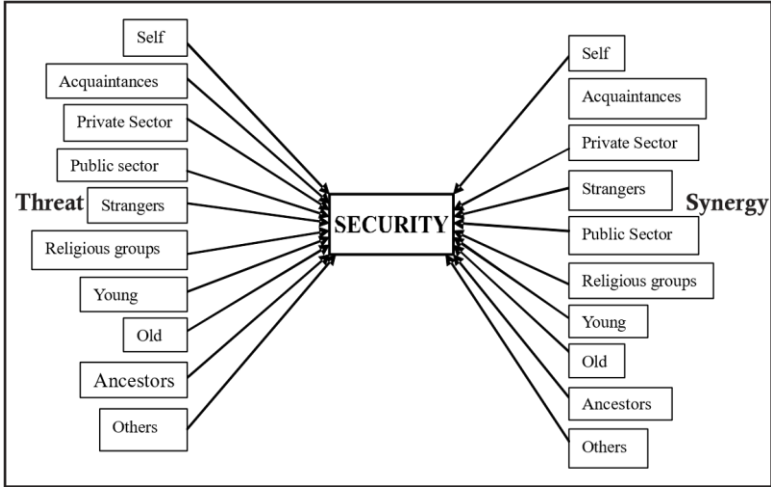 Self
Acquaintances
Private Sector
Public sector
Threat
Strangers
Religious groups
Young
Old
Ancestors
Others
SECURITY
Self
Acquaintances
Private Sector
Strangers
Synergy
Public Sector
Religious groups
Young
Old
Ancestors
Others